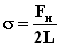 σ = Fн / 2L